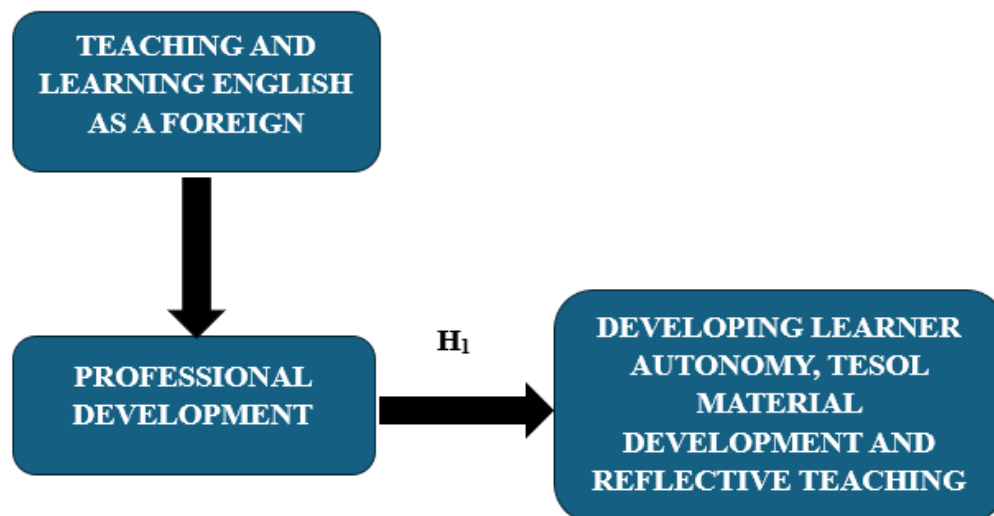 TEACHING AND
LEARNING ENGLISH
AS A FOREIGN
PROFESSIONAL
DEVELOPMENT
H₁
DEVELOPING LEARNER
AUTONOMY, TESOL
MATERIAL
DEVELOPMENT AND
REFLECTIVE TEACHING